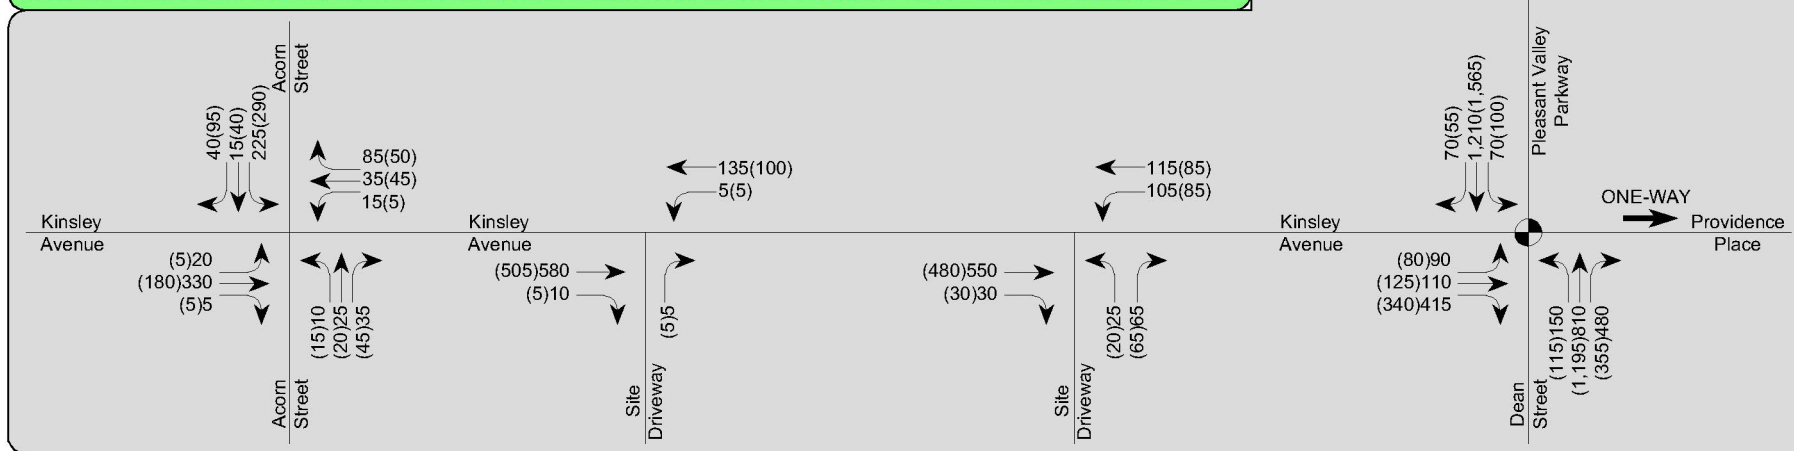 Acorn
Street
40(95)
15(40)
225(290)
85(50)
35(45)
15(5)
Kinsley
Avenue
(5)20
(180)330
(5)5
(15)10
(20)25
(45)35
Acorn
Street
Kinsley
Avenue
135(100)
5(5)
(505)580
(5)10
(5)5
Site
Driveway
115(85)
105(85)
(480)550
(30)30
(20)25
(65)65
Site
Driveway
Kinsley
Avenue
70(55)
1,210(1,565)
70(100)
Pleasant Valley
Parkway
ONE-WAY
Providence
Place
(80)90
(125)110
(340)415
(115)150
(1,195)810
(355)480
Dean
Street